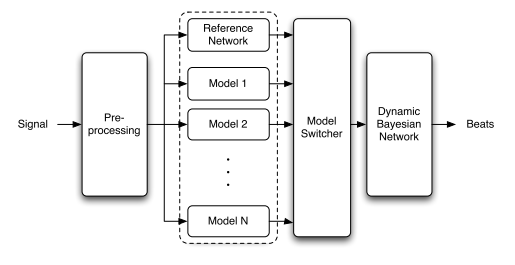 Signal
Pre-
processing
Reference
Network
Model 1
Model 2
Model N
Model
Switcher
Dynamic
Bayesian
Network
Beats